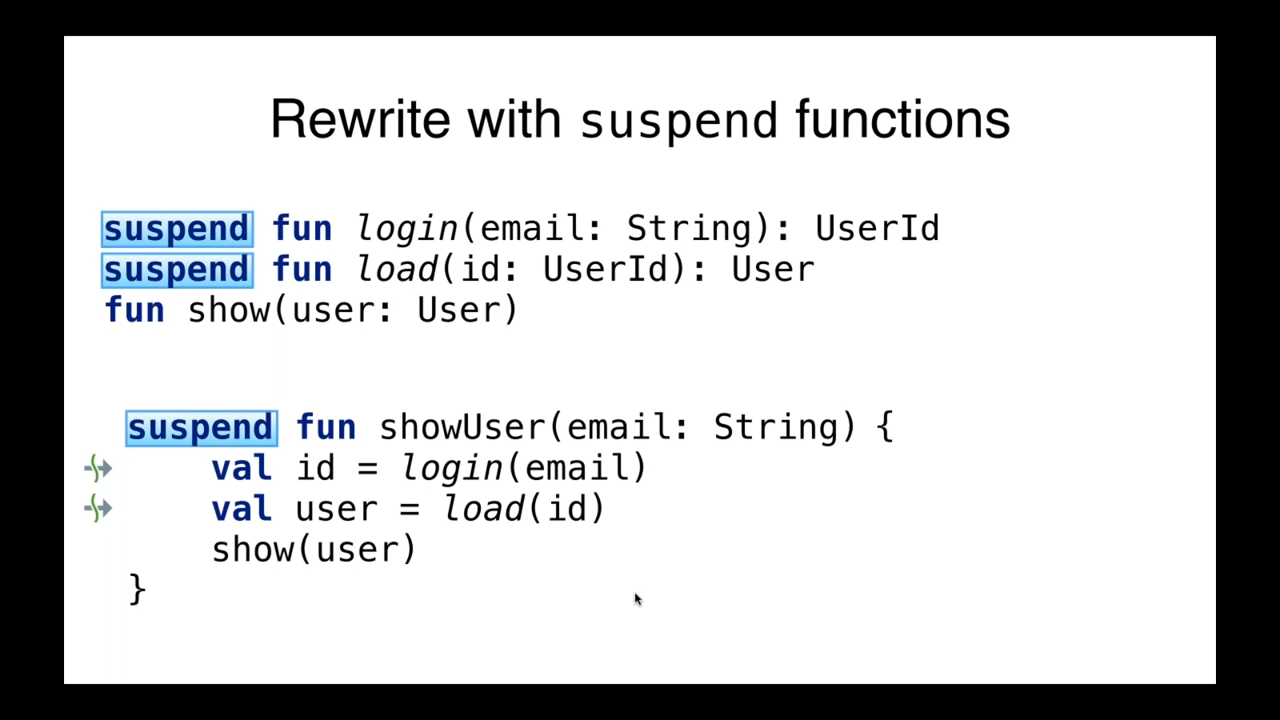 Rewrite with suspend functions
suspend fun login(email: String): UserId
suspend fun load(id: UserId): User
fun show(user: User)
suspend fun showUser(email: String) {
val id = login(email)
val user = load(id)
show(user)
}